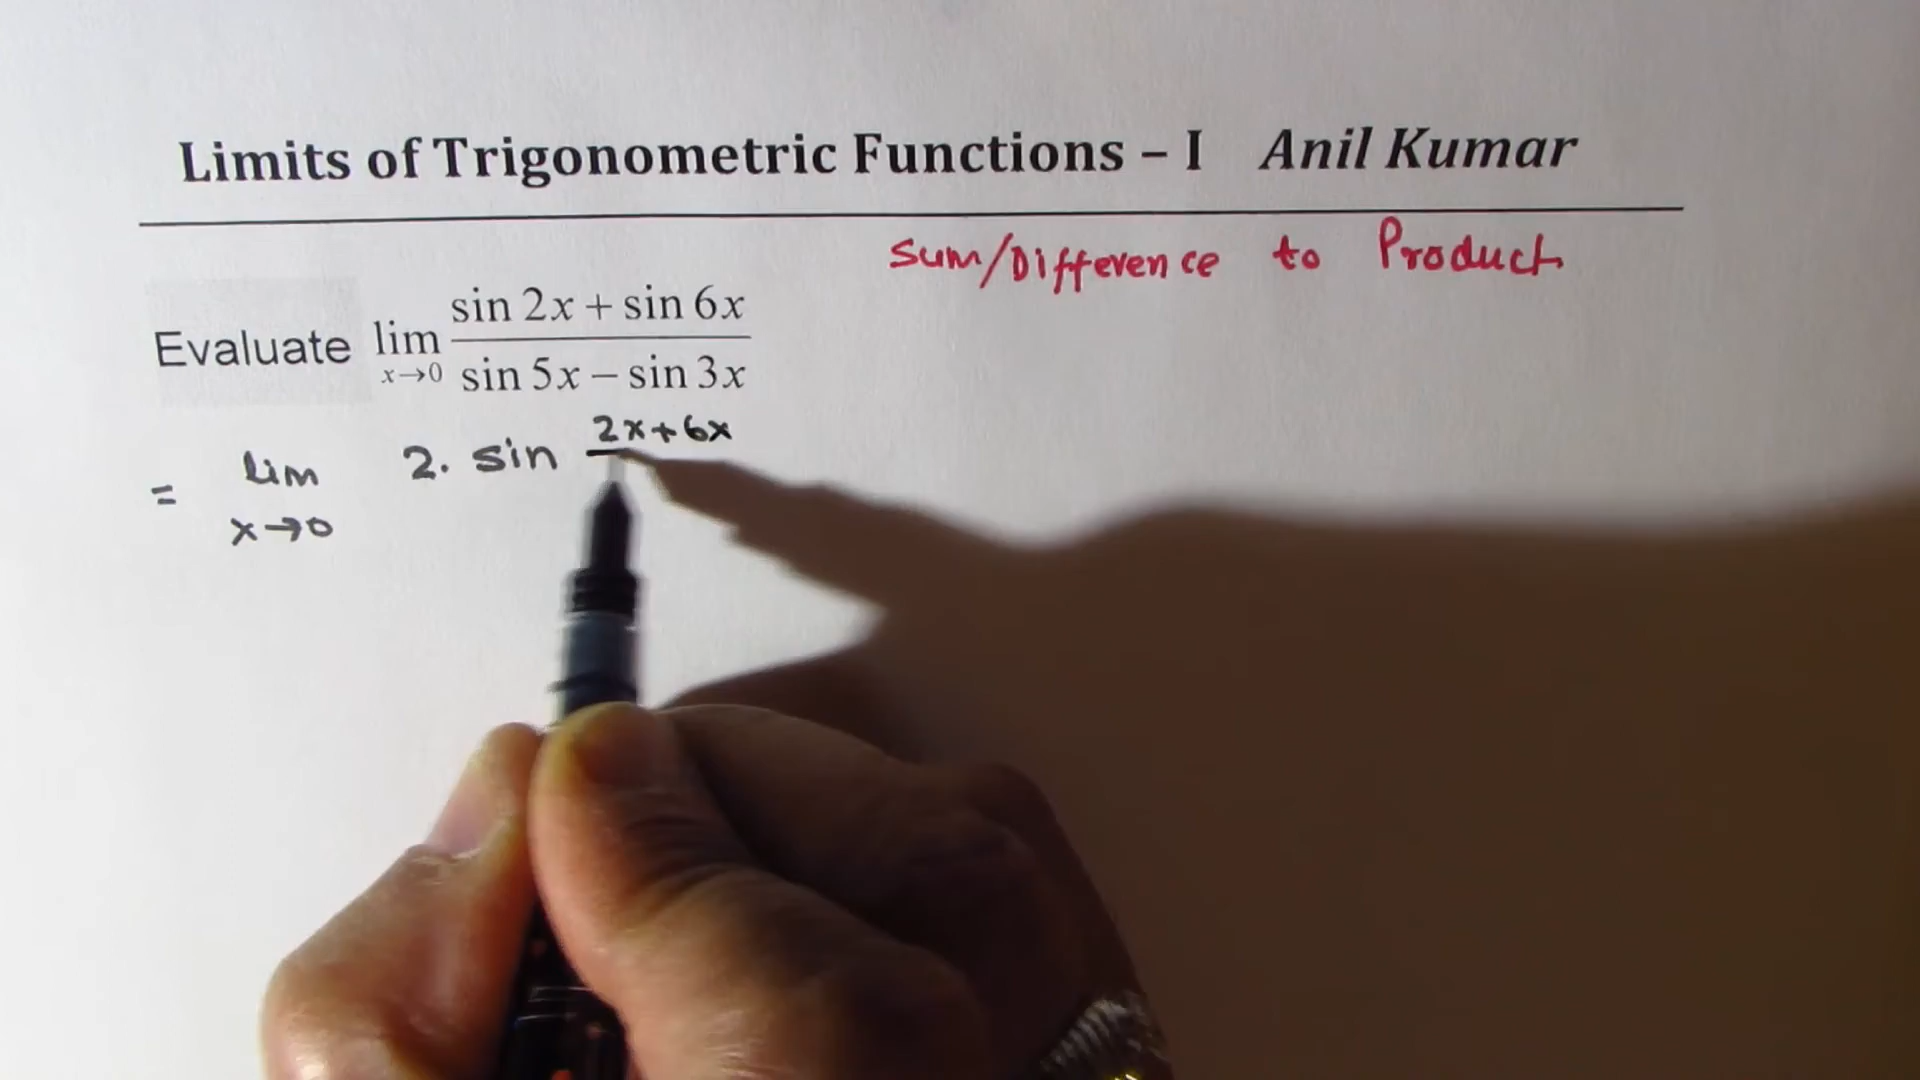 Limits of Trigonometric Functions – I Anil Kumar
Sum/Difference to Product
Evaluate lim x→0 (sin 2x + sin 6x)/(sin 5x – sin 3x)
= lim x→0 2. sin 2x+6x